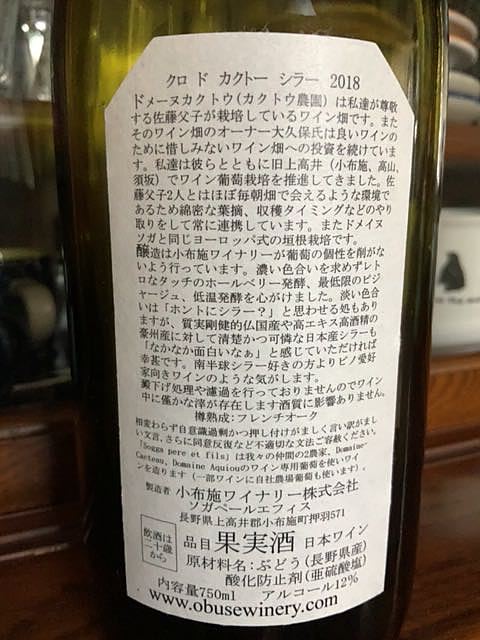 クロ ド カクトー シラー 2018
ドメーヌカクトウ(カクトウ農園)は私達が尊敬
する佐藤父子が栽培しているワイン畑です。また
そのワイン畑のオーナー大久保氏は良いワインの
ために惜しみないワイン畑への投資を続けていま
す。私達は彼らとともに旧上高井(小布施、高山、
須坂)でワイン葡萄栽培を推進してきました。佐
藤父子2人とはほぼ毎朝畑で会えるような環境で
あるため綿密な葉摘、収穫タイミングなどのやり
取りをして常に連携しています。またドメイヌ
ソガと同じヨーロッパ式の垣根栽培です。
醸造は小布施ワイナリーが葡萄の個性を削がな
いよう行っています。濃い色合いを求めずレト
ロなタッチのホールベリー発酵、最低限のピジ
ャージュ、低温発酵を心がけました。淡い色合
いは「ホントにシラー?」と思わせる処もあり
ますが、質実剛健的仏国産や高エキス高酒精の
豪州産に対して清楚かつ可憐な日本産シラーも
「なかなか面白いなぁ」と感じていただければ
幸甚です。南半球シラー好きの方よりピノ愛好
家向きワインのような気がします。
澱下げ処理や濾過を行っておりませんのでワイン
中に僅かな滓が存在します酒質に影響ありません。
樽熟成:フレンチオーク
相変わらず自意識過剰かつ押し付けがましく言い訳がまし
い文言、さらに同意反復など不適切な文法ご容赦ください。
「Sogga pere et fils」は我々の仲間の2農家、Domaine
Cactous, Domaine Aquiouのワイン専用葡萄を使いワイ
ンを造ります(一部ワインに自社農場葡萄も使います)。
製造者 小布施ワイナリー株式会社
ソガペールエフィス
長野県上高井郡小布施町押羽571
飲酒は
二十歳
から
品目 果実酒 日本ワイン
原材料名:ぶどう(長野県産)
酸化防止剤(亜硫酸塩)
内容量750ml アルコール12%
www.obusewinery.com